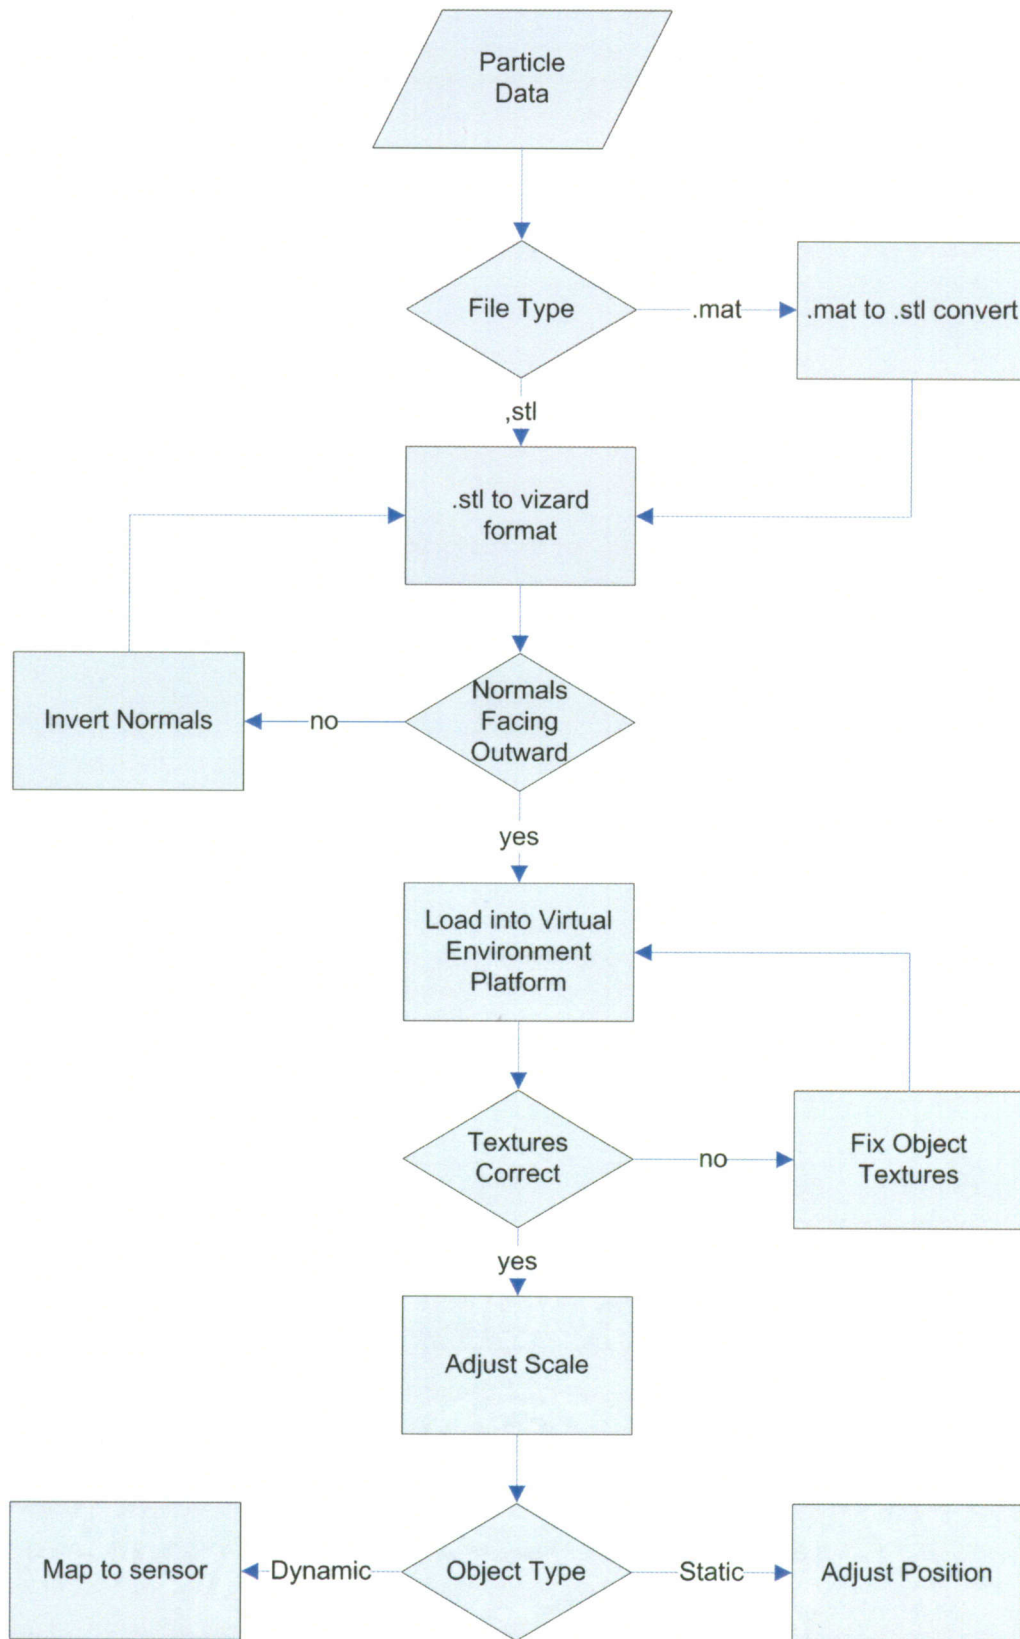 Particle
Data
File Type
.mat
.mat to .stl convert
,stl
.stl to vizard
format
Invert Normals
no
Normals
Facing
Outward
yes
Load into Virtual
Environment
Platform
Textures
Correct
no
Fix Object
Textures
yes
Adjust Scale
Map to sensor
Dynamic
Object Type
Static
Adjust Position